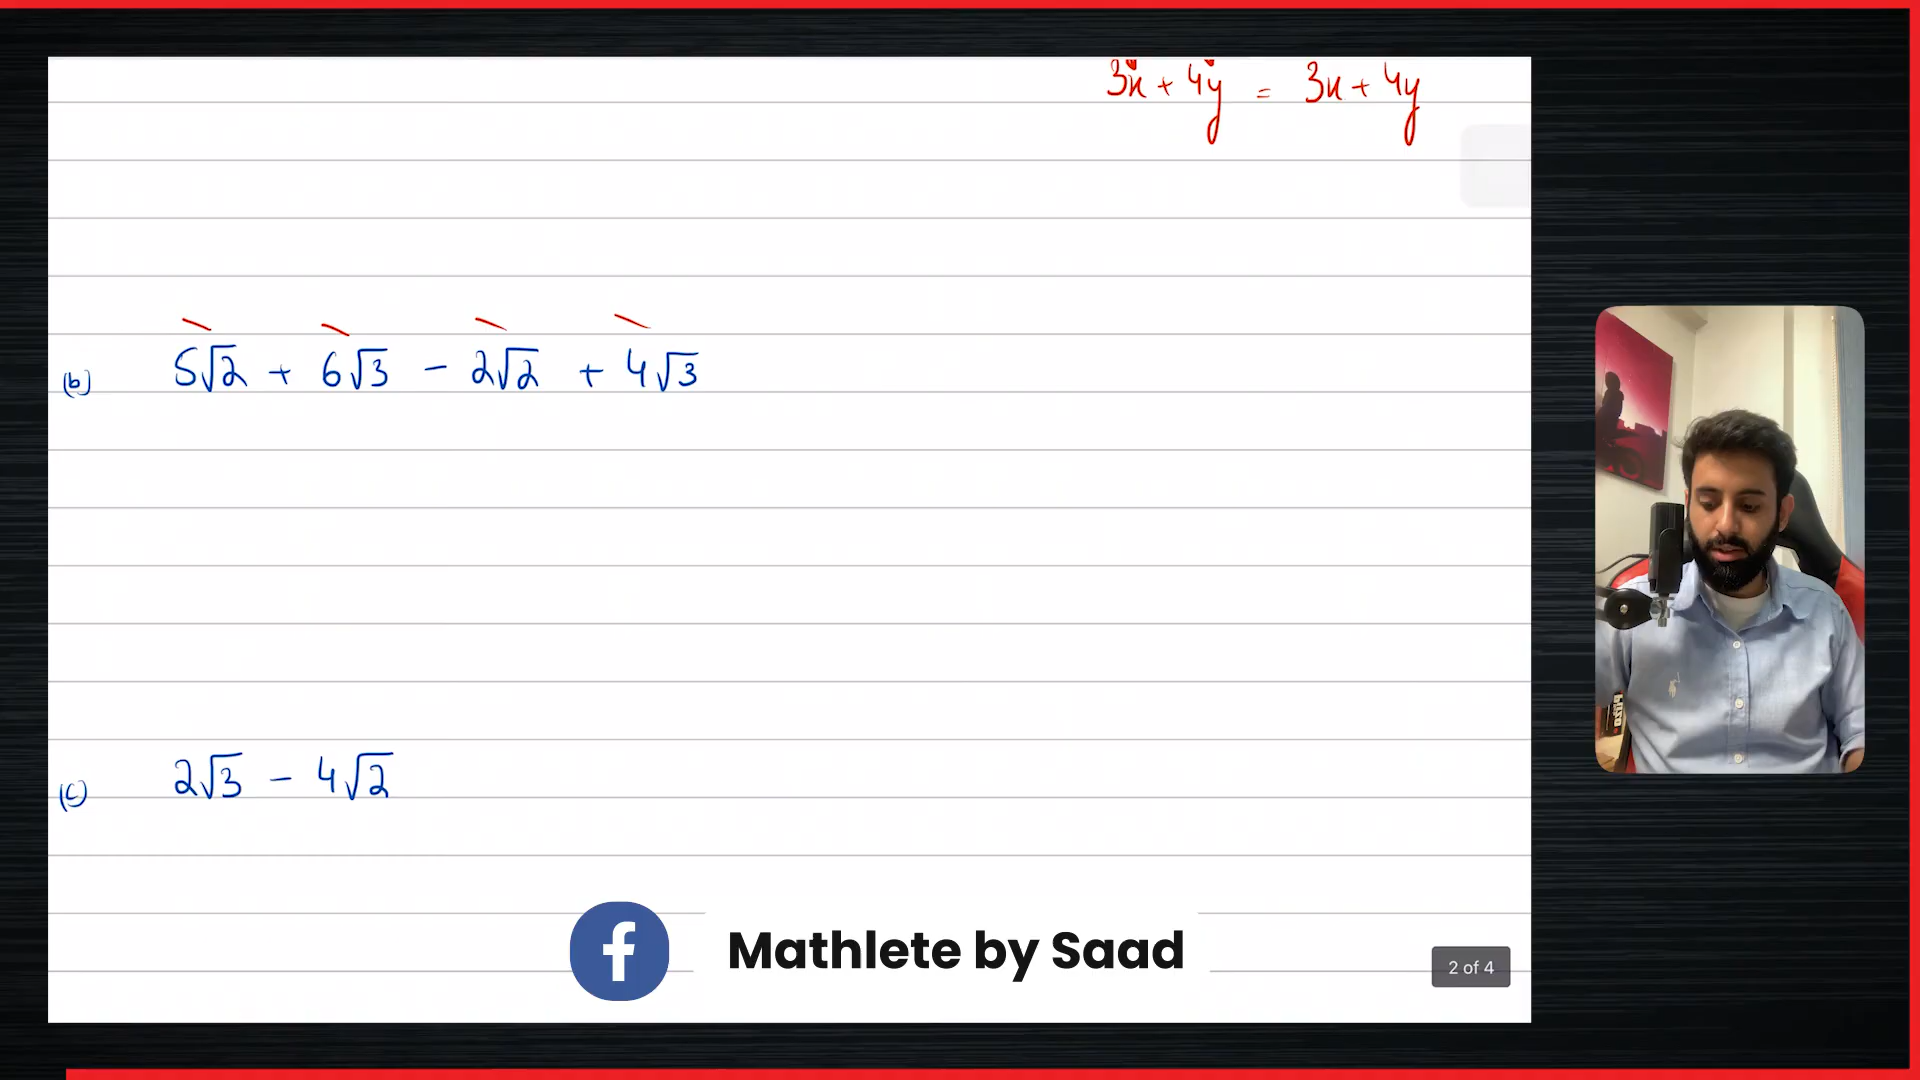 3x + 4y = 3x + 4y
(b) 5√2 + 6√3 − 2√2 + 4√3
(c) 2√3 − 4√2
f Mathlete by Saad
2 of 4